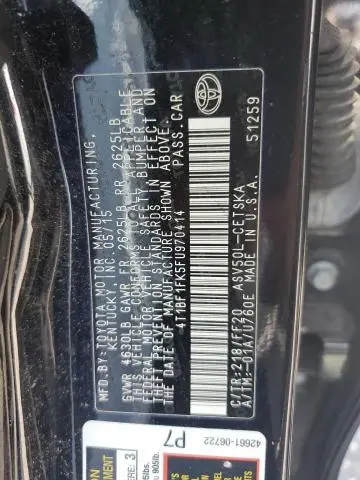 MFD.BY:TOYOTA MOTOR MANUFACTURING,
KENTUCKY, INC. 05/15
GVWR 4630LB GAWR FR 2625LB RR 2625LB
THIS VEHICLE CONFORMS TO ALL APPLICABLE
FEDERAL MOTOR VEHICLE SAFETY, BUMPER, AND
THEFT PREVENTION STANDARDS IN EFFECT ON
THE DATE OF MANUFACTURE SHOWN ABOVE.
4T1BF1FK5FU970414 PASS.CAR
C/TR:218/FF20 ASV50L-CETSKA
A/TM:-01A/U760E MADE IN U.S.A. 51259
42661-06722
P7